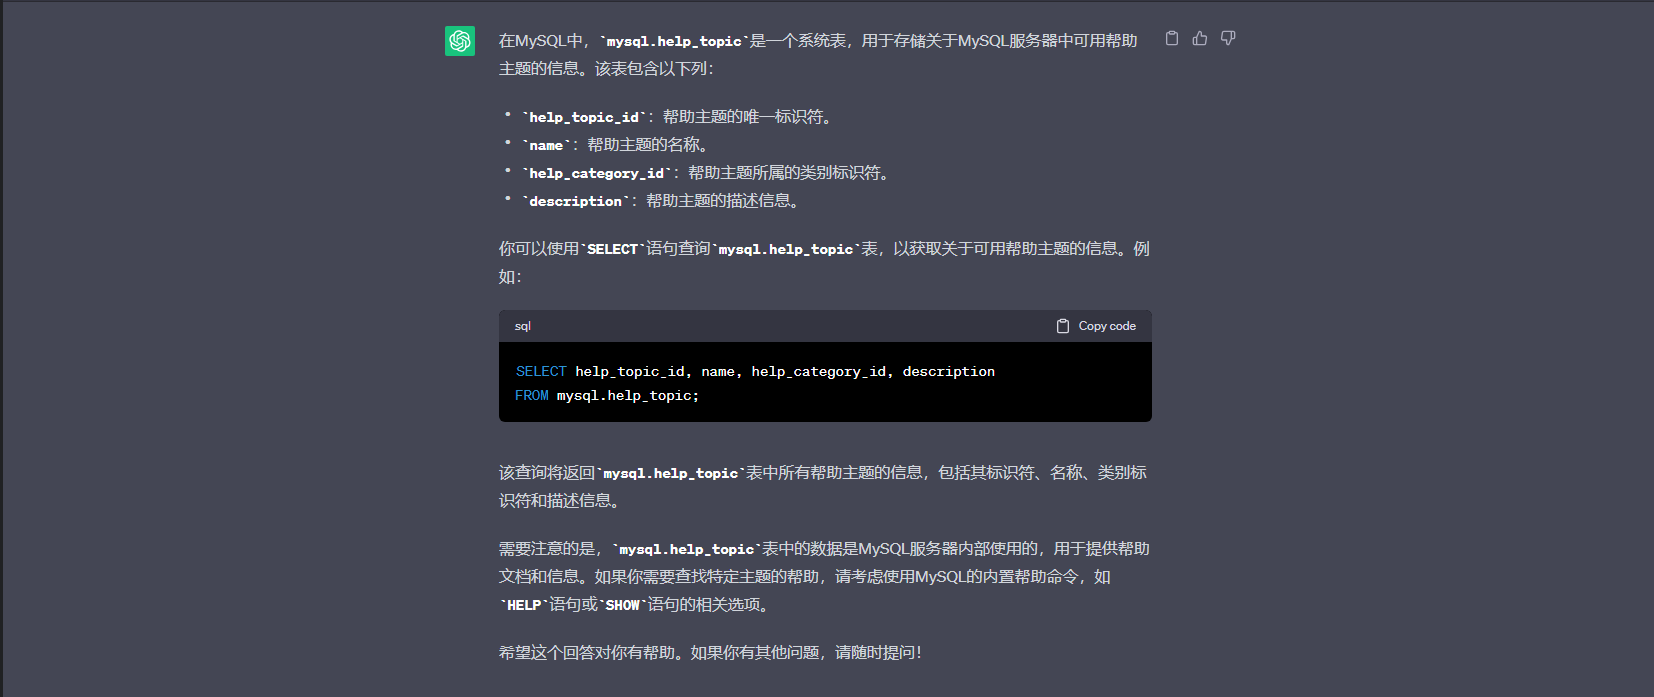 在MySQL中，`mysql.help_topic`是一个系统表，用于存储关于MySQL服务器中可用帮助
主题的信息。该表包含以下列：
• `help_topic_id`：帮助主题的唯一标识符。
• `name`：帮助主题的名称。
• `help_category_id`：帮助主题所属的类别标识符。
• `description`：帮助主题的描述信息。
你可以使用`SELECT`语句查询`mysql.help_topic`表，以获取关于可用帮助主题的信息。例
如：
sql Copy code
SELECT help_topic_id, name, help_category_id, description
FROM mysql.help_topic;
该查询将返回`mysql.help_topic`表中所有帮助主题的信息，包括其标识符、名称、类别标
识符和描述信息。
需要注意的是，`mysql.help_topic`表中的数据是MySQL服务器内部使用的，用于提供帮助
文档和信息。如果你需要查找特定主题的帮助，请考虑使用MySQL的内置帮助命令，如
`HELP`语句或`SHOW`语句的相关选项。
希望这个回答对你有帮助。如果你有其他问题，请随时提问！